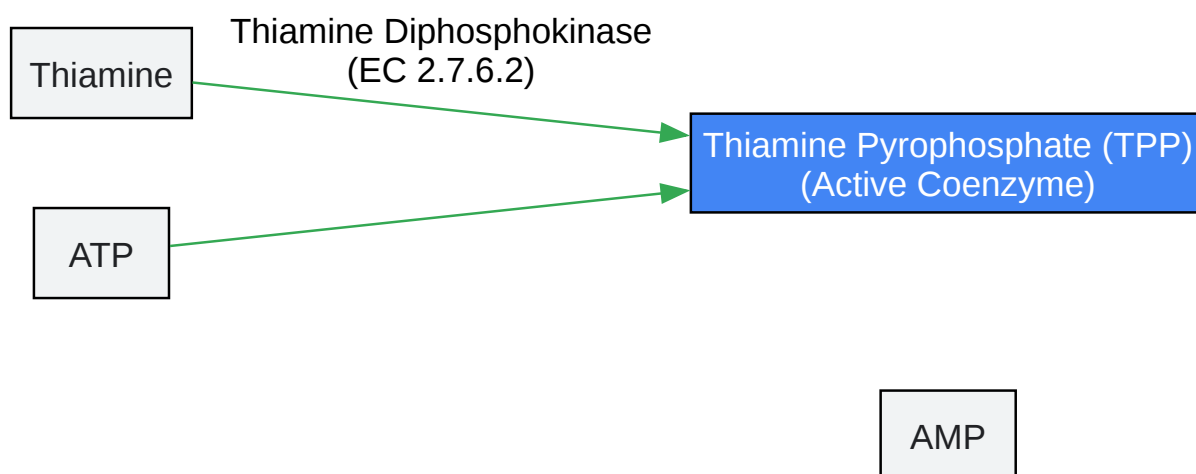 Thiamine Diphosphokinase
(EC 2.7.6.2)
Thiamine
Thiamine Pyrophosphate (TPP)
(Active Coenzyme)
ATP
AMP